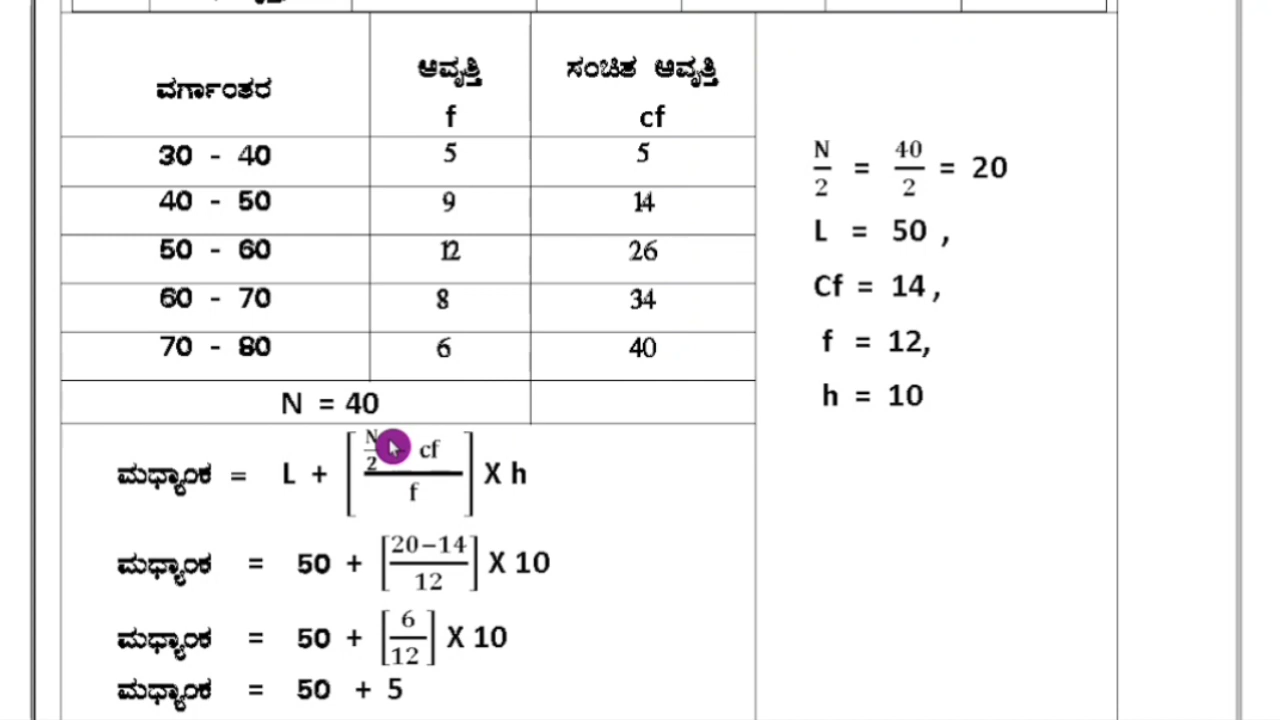 ವರ್ಗಾಂತರ ಆವೃತ್ತಿ f ಸಂಚಿತ ಆವೃತ್ತಿ cf
30 - 40 5 5
40 - 50 9 14
50 - 60 12 26
60 - 70 8 34
70 - 80 6 40
N = 40
N/2 = 40/2 = 20
L = 50 ,
Cf = 14 ,
f = 12,
h = 10
ಮಧ್ಯಾಂಕ = L + [N/2 cf / f] X h
ಮಧ್ಯಾಂಕ = 50 + [20−14/12] X 10
ಮಧ್ಯಾಂಕ = 50 + [6/12] X 10
ಮಧ್ಯಾಂಕ = 50 + 5